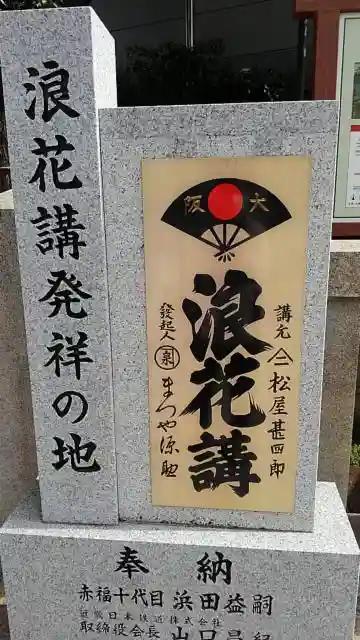 浪花講発祥の地
大阪
講元 松屋甚四郎
浪花講
發起人 まつや源助
奉納
赤福十代目 浜田益嗣
近畿日本鉄道株式会社
取締役会長 山口昌紀